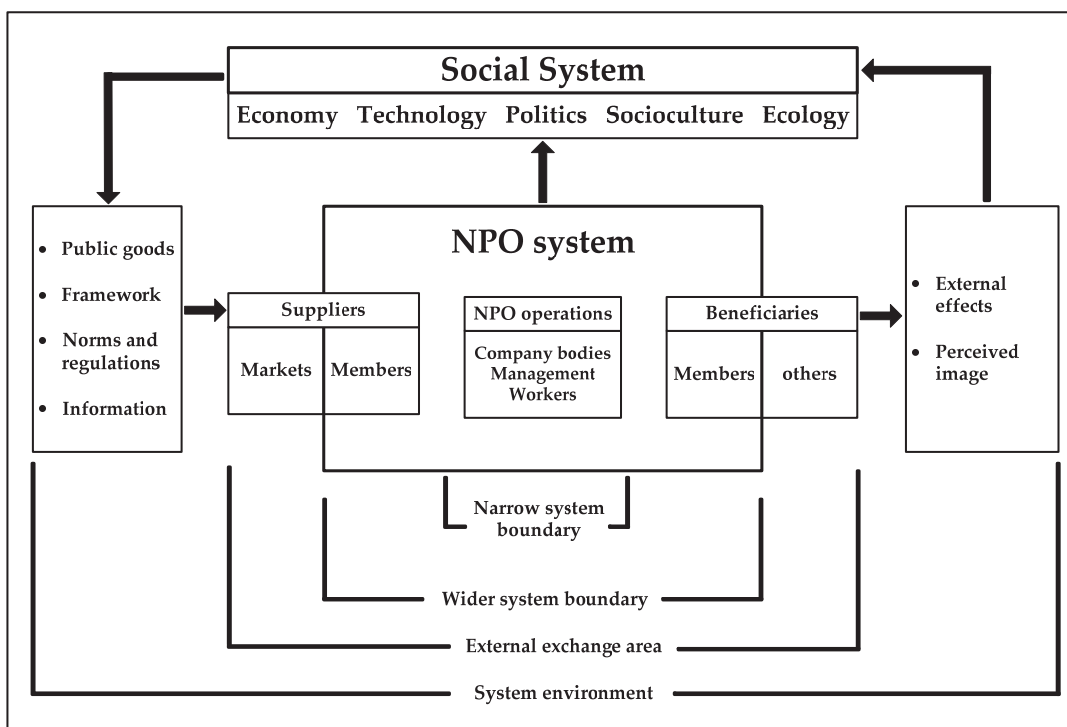 Social System
Economy Technology Politics Socioculture Ecology
• Public goods
• Framework
• Norms and
regulations
• Information
NPO system
Suppliers
Markets Members
NPO operations
Company bodies
Management
Workers
Beneficiaries
Members others
• External
effects
• Perceived
image
Narrow system
boundary
Wider system boundary
External exchange area
System environment